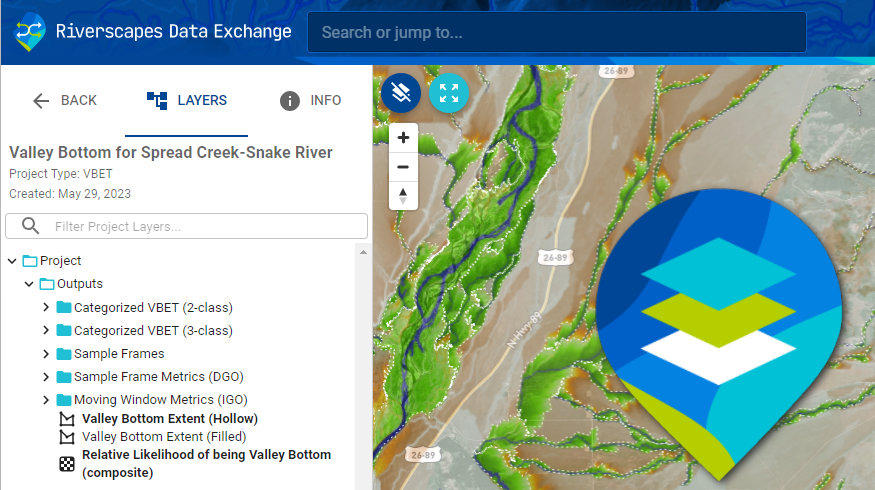 Riverscapes Data Exchange
Search or jump to...
BACK
LAYERS
INFO
Valley Bottom for Spread Creek-Snake River
Project Type: VBET
Created: May 29, 2023
Filter Project Layers...
Project
Outputs
Categorized VBET (2-class)
Categorized VBET (3-class)
Sample Frames
Sample Frame Metrics (DGO)
Moving Window Metrics (IGO)
Valley Bottom Extent (Hollow)
Valley Bottom Extent (Filled)
Relative Likelihood of being Valley Bottom
(composite)
26-89
26-89
N Hwy 89
26-89